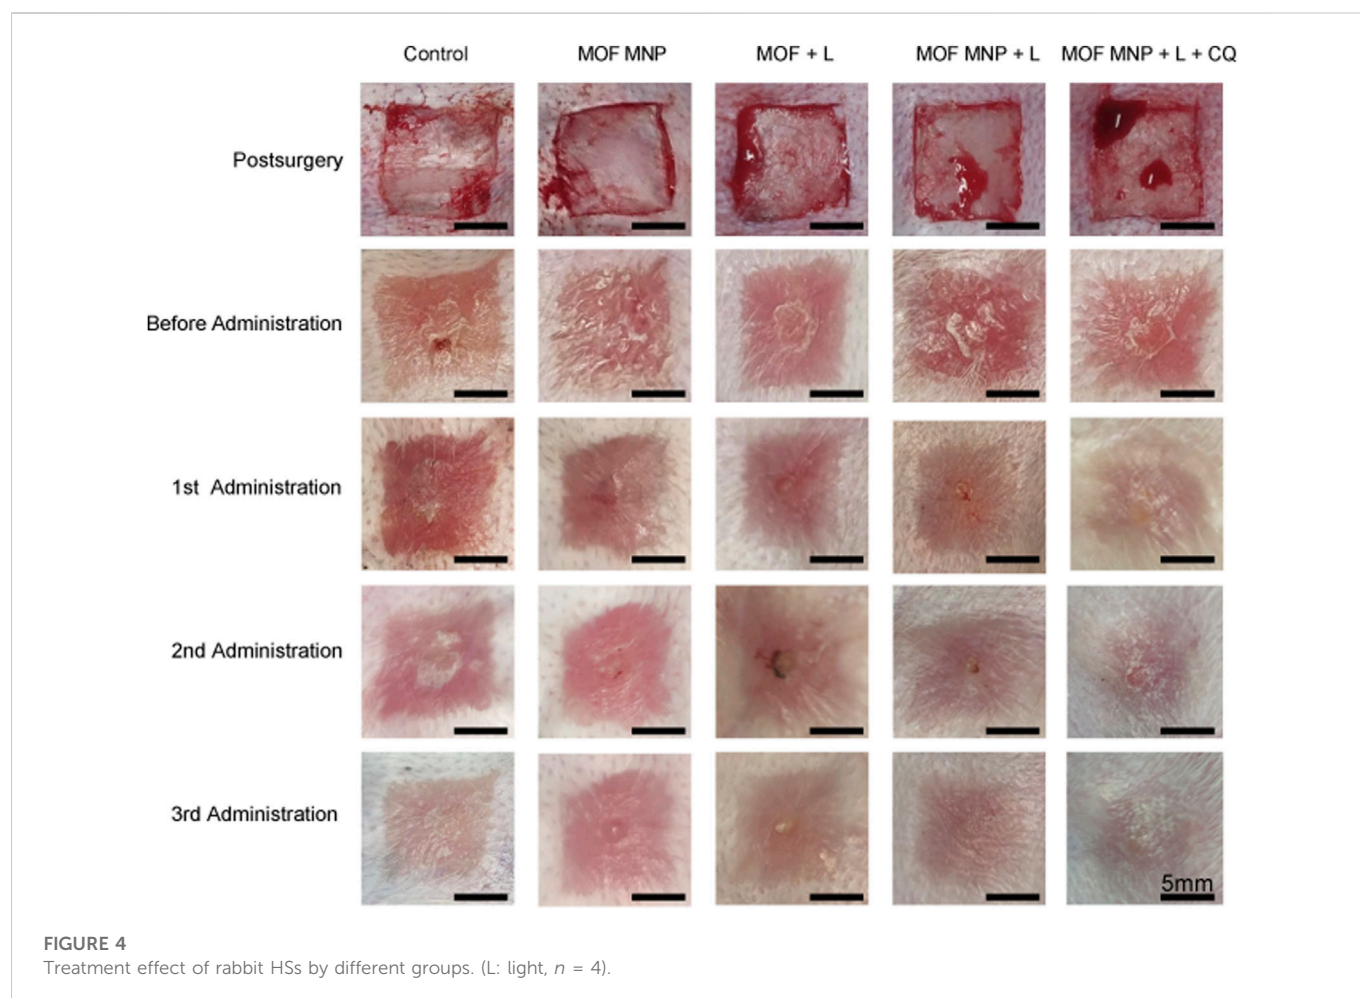 Control MOF MNP MOF + L MOF MNP + L MOF MNP + L + CQ
Postsurgery
Before Administration
1st Administration
2nd Administration
3rd Administration
5mm
FIGURE 4
Treatment effect of rabbit HSs by different groups. (L: light, n = 4).